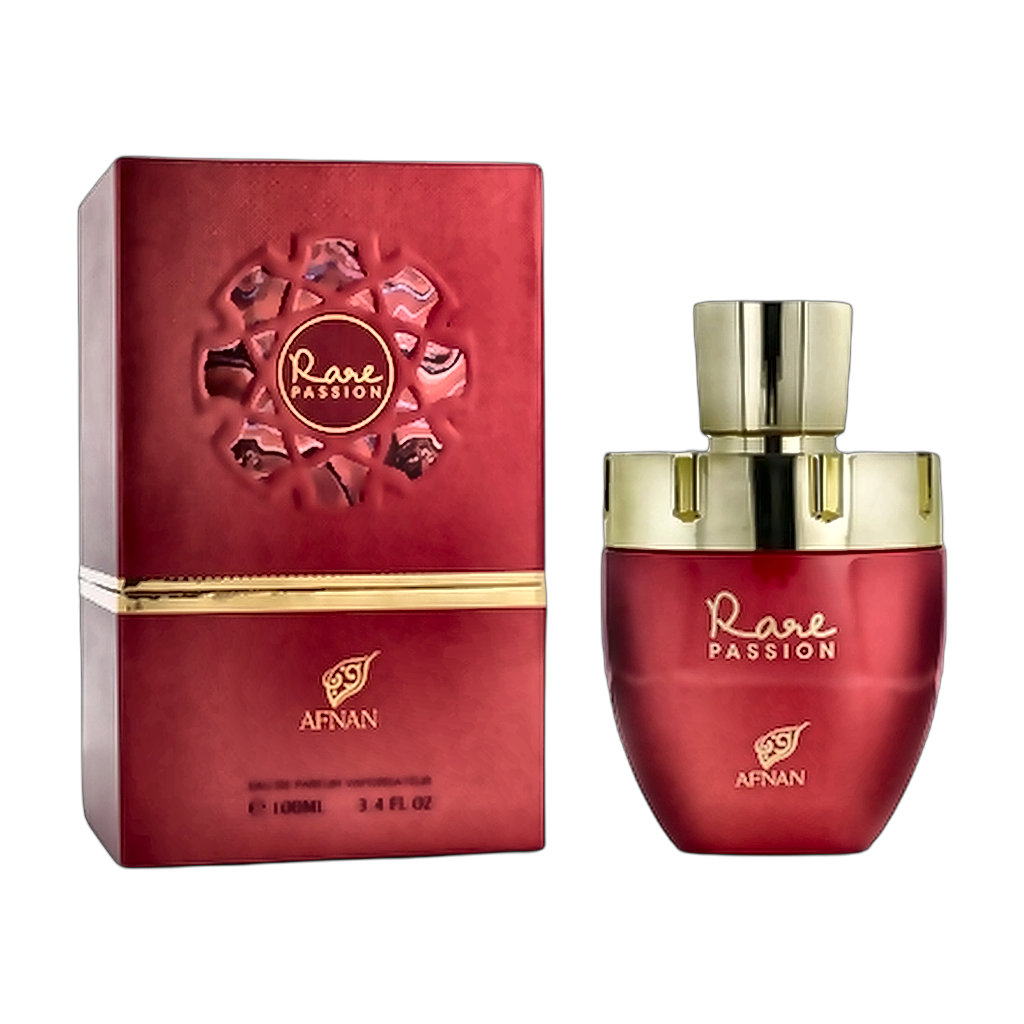 Rare
PASSION
AFNAN
EAU DE PARFUM VAPORISATEUR
e 100ML 3.4 FL OZ
Rare
PASSION
AFNAN